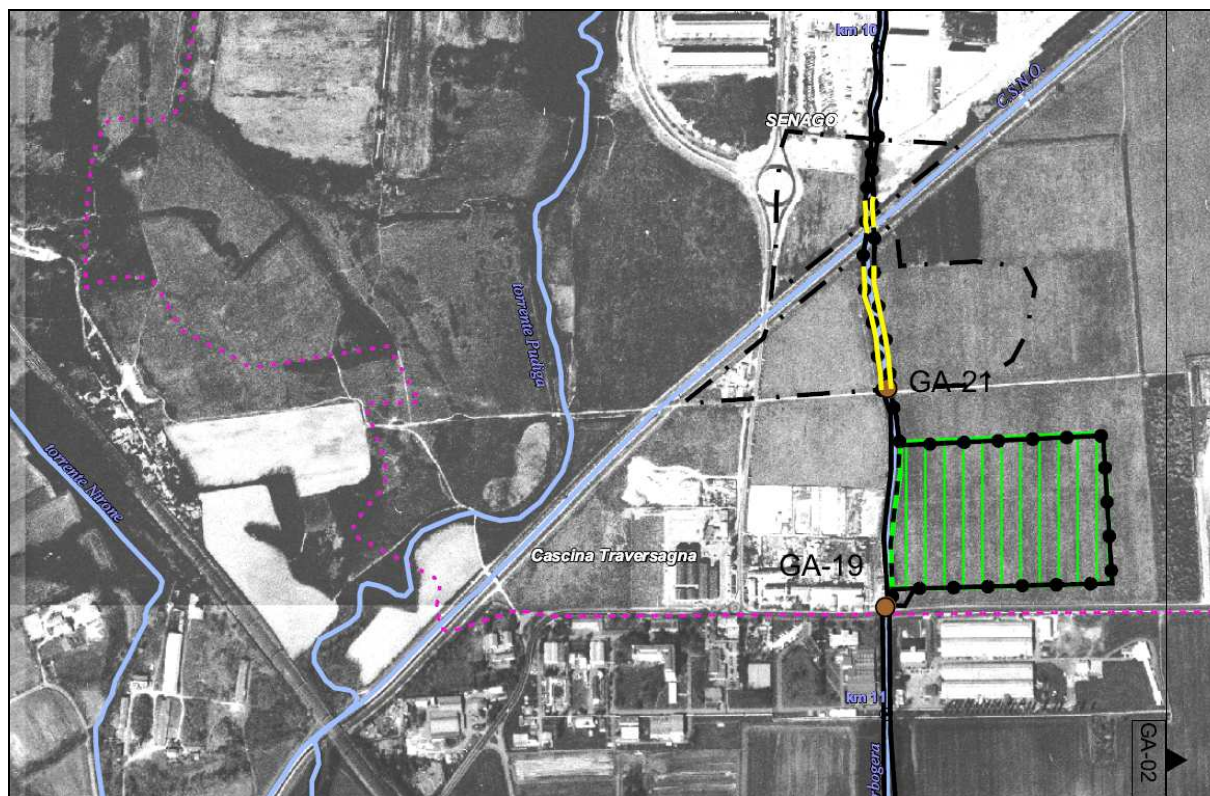 km 10
C.S.N.O.
SENAGO
torrente Pudiga
GA-21
torrente Nirone
Cascina Traversagna
GA-19
km 11
GA-02